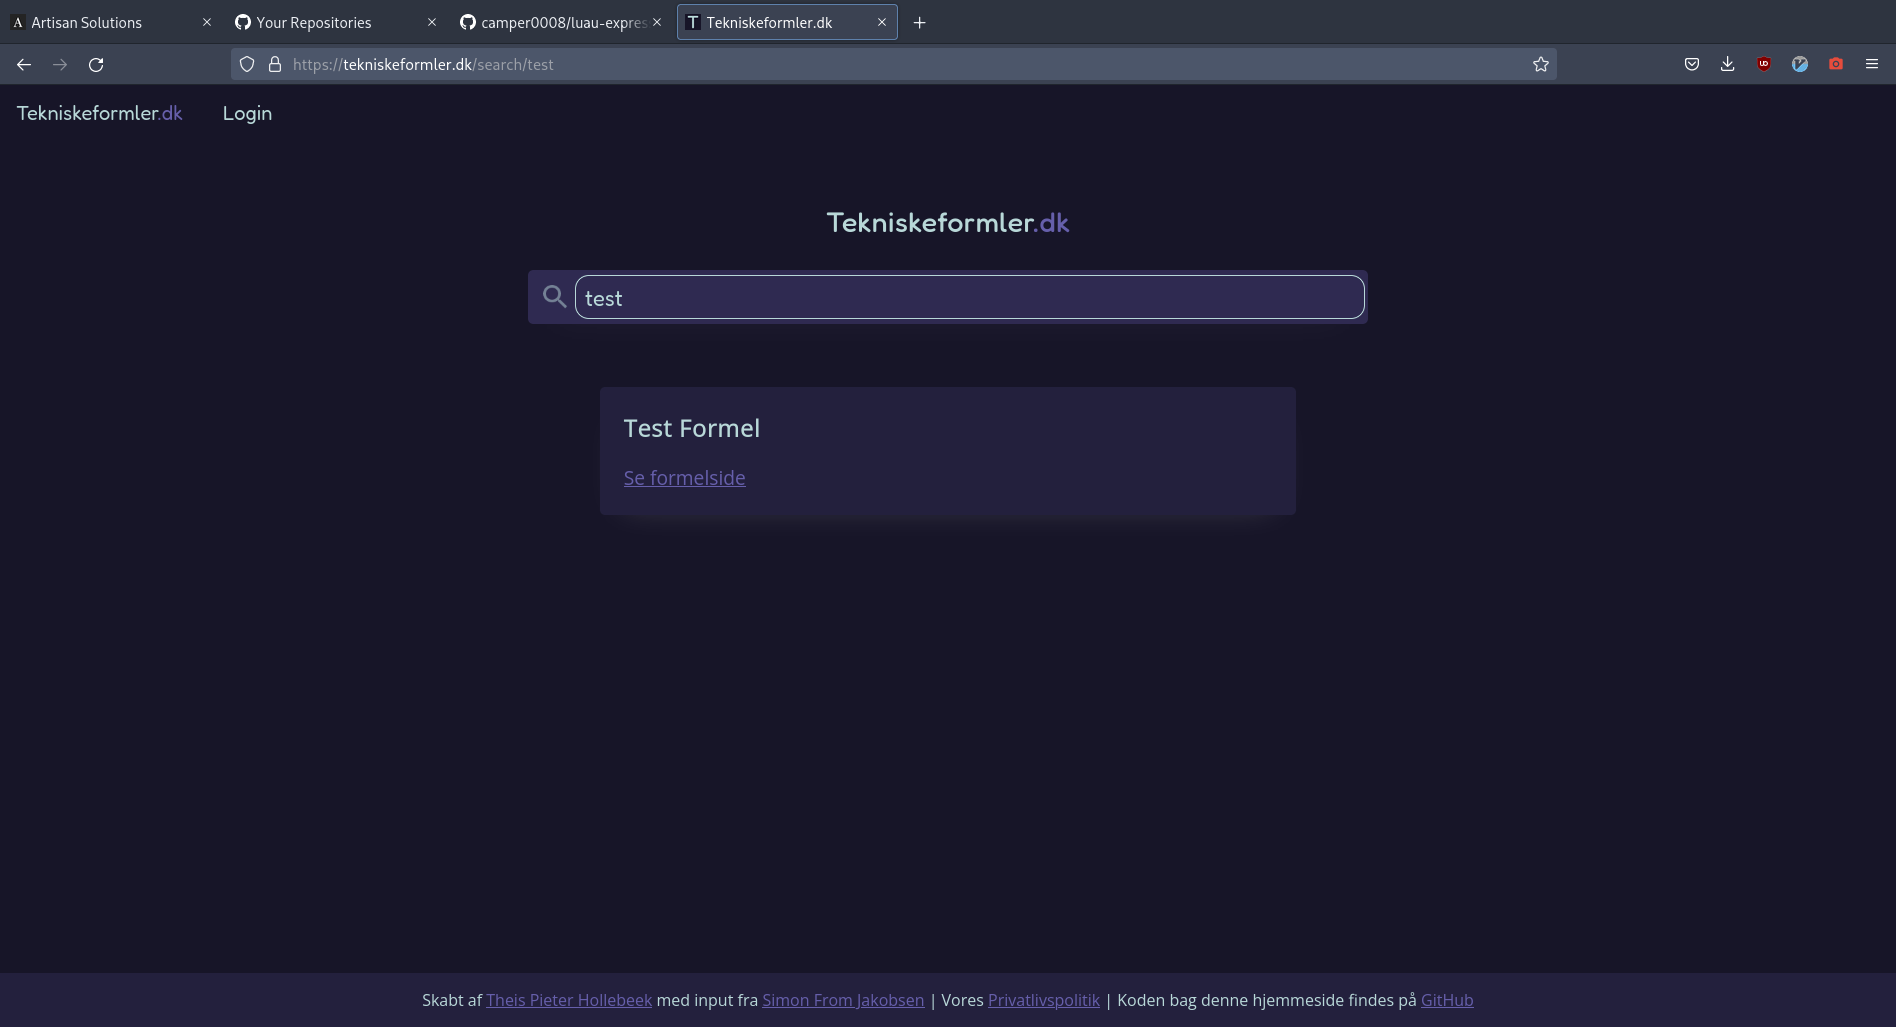 Artisan Solutions
Your Repositories
camper0008/luau-expres
Tekniskeformler.dk
https://tekniskeformler.dk/search/test
Tekniskeformler.dk
Login
Tekniskeformler.dk
test
Test Formel
Se formelside
Skabt af Theis Pieter Hollebeek med input fra Simon From Jakobsen | Vores Privatlivspolitik | Koden bag denne hjemmeside findes på GitHub